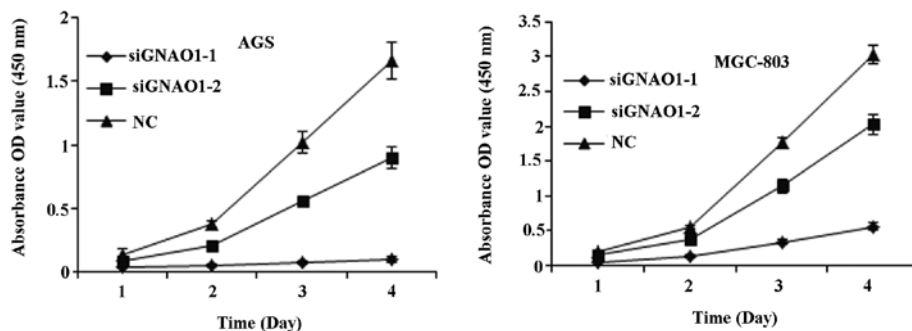 AGS
siGNAO1-1
siGNAO1-2
NC
2
1.5
1
0.5
0
Absorbance OD value (450 nm)
1 2 3 4
Time (Day)
MGC-803
siGNAO1-1
siGNAO1-2
NC
3.5
3
2.5
2
1.5
1
0.5
0
Absorbance OD value (450 nm)
1 2 3 4
Time (Day)